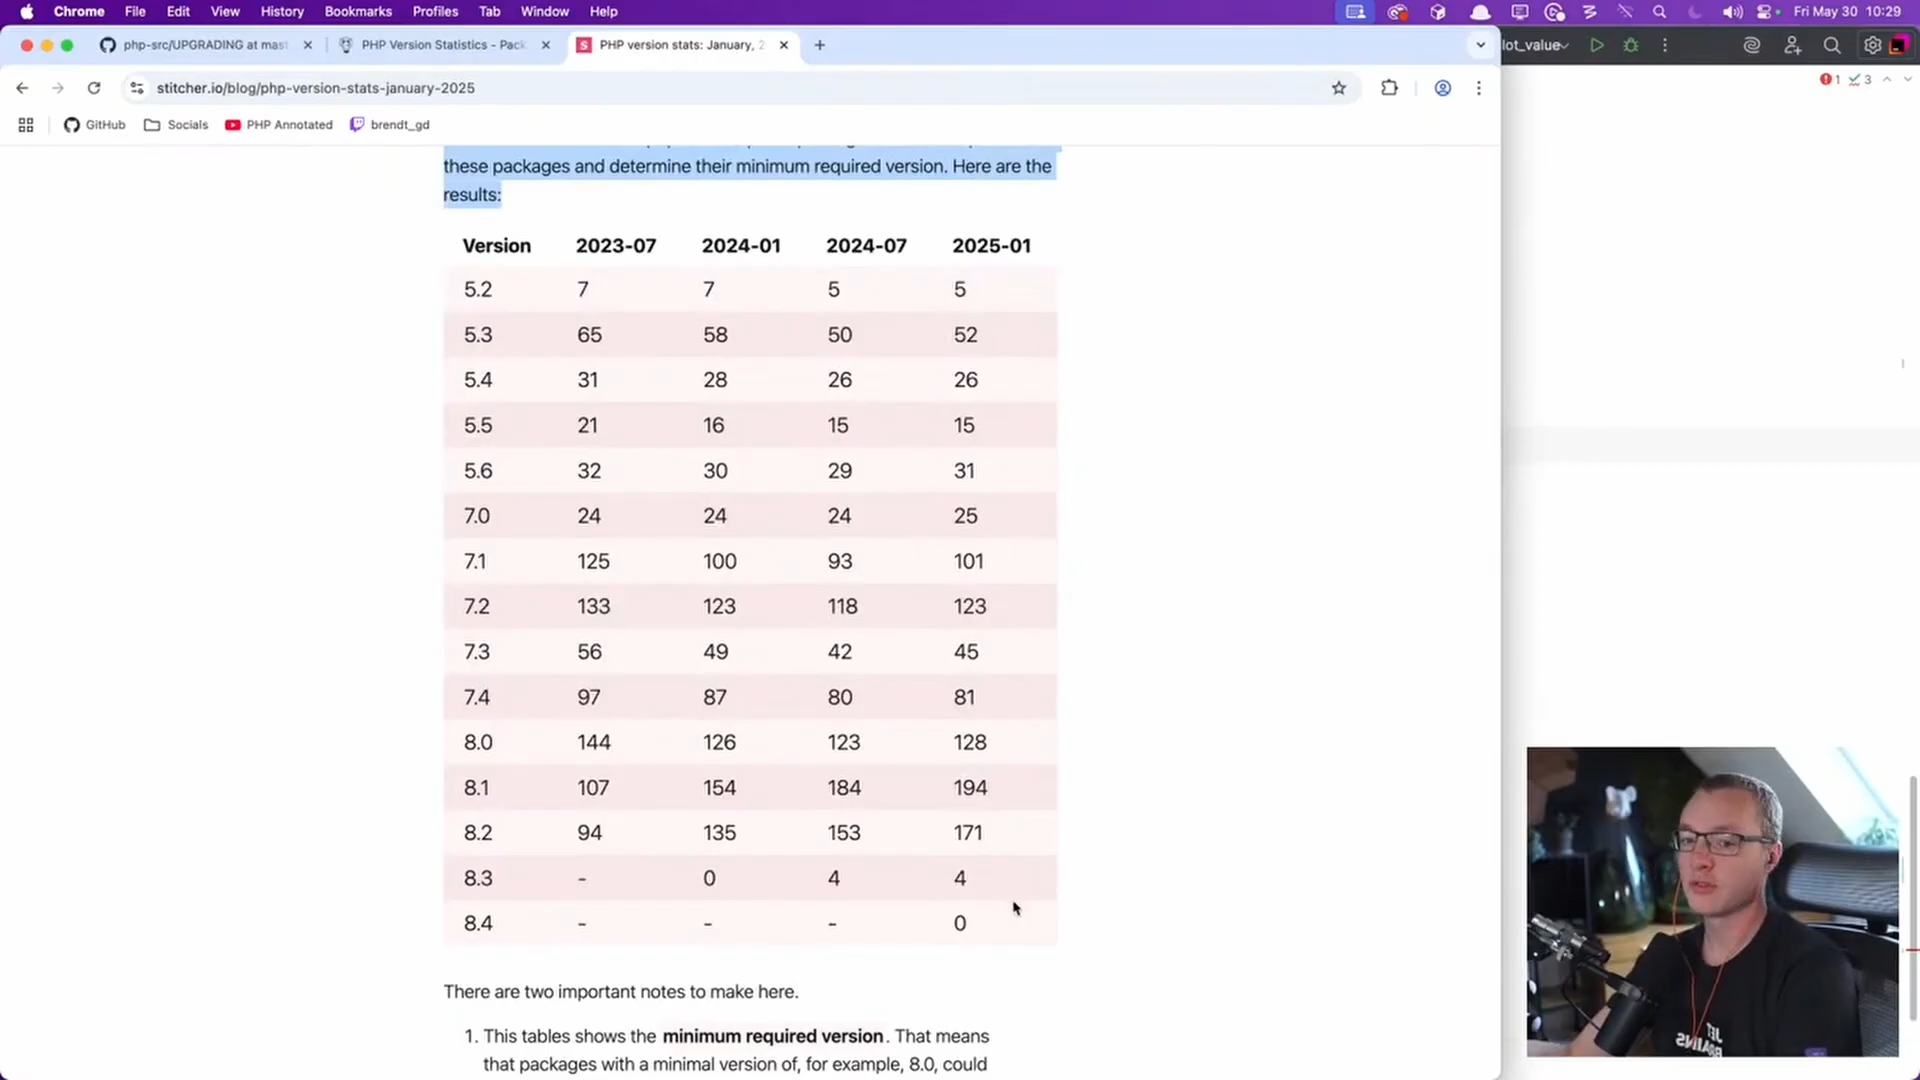 Chrome File Edit View History Bookmarks Profiles Tab Window Help Fri May 30 10:29
php-src/UPGRADING at mast PHP Version Statistics - Pack PHP version stats: January, 2 lot_value
stitcher.io/blog/php-version-stats-january-2025 1 3
GitHub Socials PHP Annotated brendt_gd
these packages and determine their minimum required version. Here are the
results:
Version 2023-07 2024-01 2024-07 2025-01
5.2 7 7 5 5
5.3 65 58 50 52
5.4 31 28 26 26
5.5 21 16 15 15
5.6 32 30 29 31
7.0 24 24 24 25
7.1 125 100 93 101
7.2 133 123 118 123
7.3 56 49 42 45
7.4 97 87 80 81
8.0 144 126 123 128
8.1 107 154 184 194
8.2 94 135 153 171
8.3 - 0 4 4
8.4 - - - 0
There are two important notes to make here.
1. This tables shows the minimum required version. That means
that packages with a minimal version of, for example, 8.0, could
JET
BRAINS